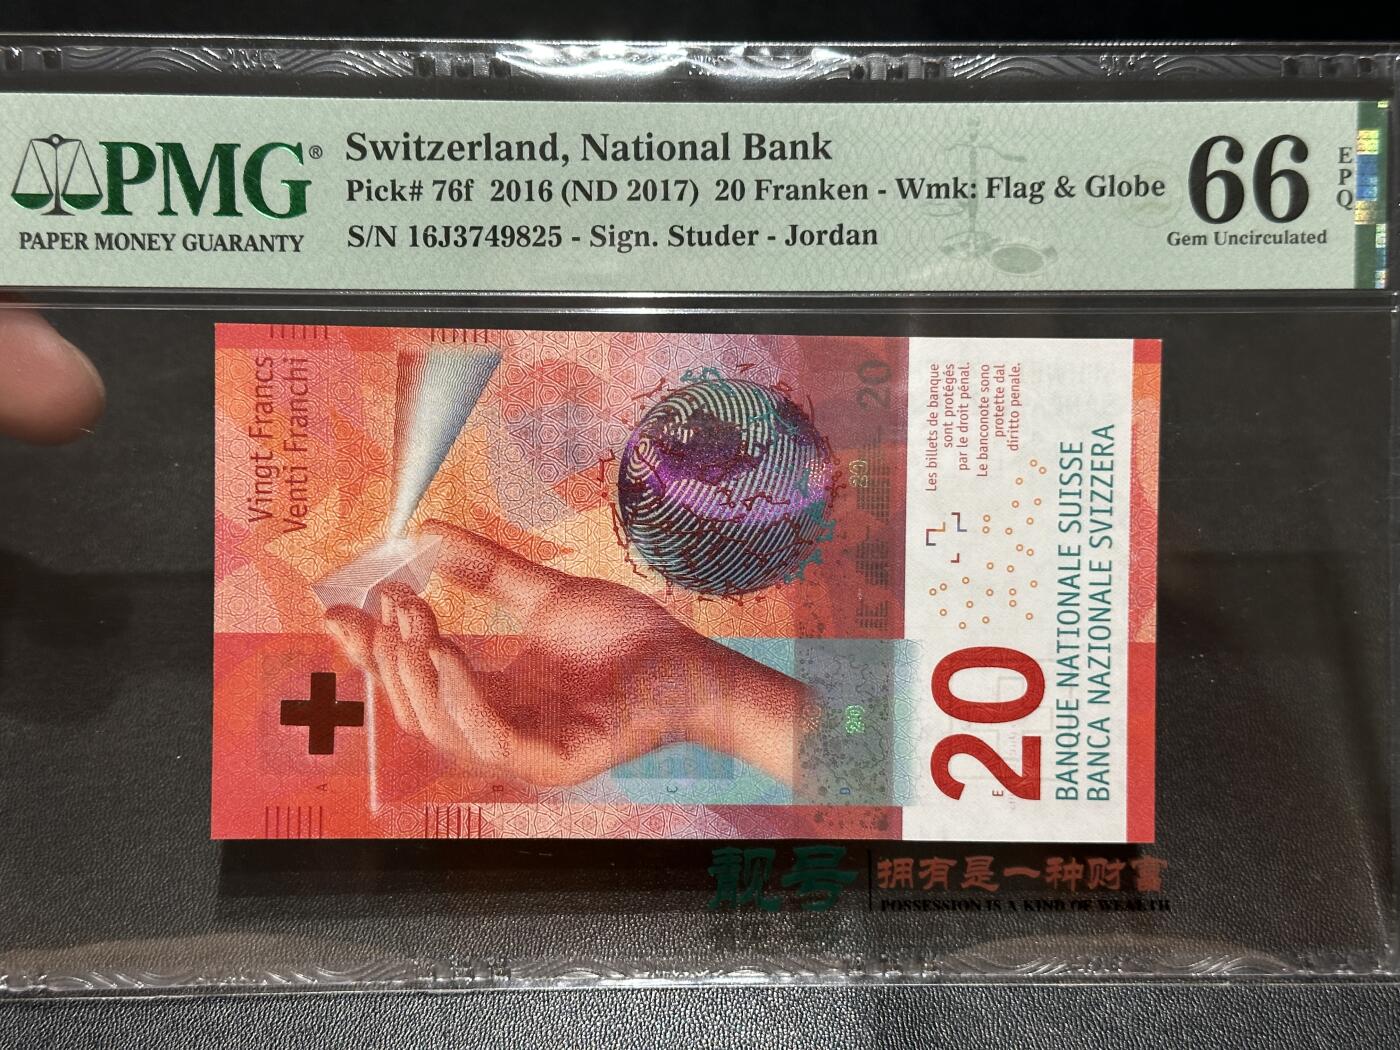 PMG®
PAPER MONEY GUARANTY
Switzerland, National Bank
Pick# 76f 2016 (ND 2017) 20 Franken - Wmk: Flag & Globe
S/N 16J3749825 - Sign. Studer - Jordan
66
EPQ
Gem Uncirculated
Vingt Francs
Venti Franchi
20
20
20
Les billets de banque
sont protégés
par le droit pénal.
Le banconote sono
protette dal
diritto penale.
20
BANQUE NATIONALE SUISSE
BANCA NAZIONALE SVIZZERA
A
B
C
D
E
靓号
拥有是一种财富
POSSESSION IS A KIND OF WEALTH